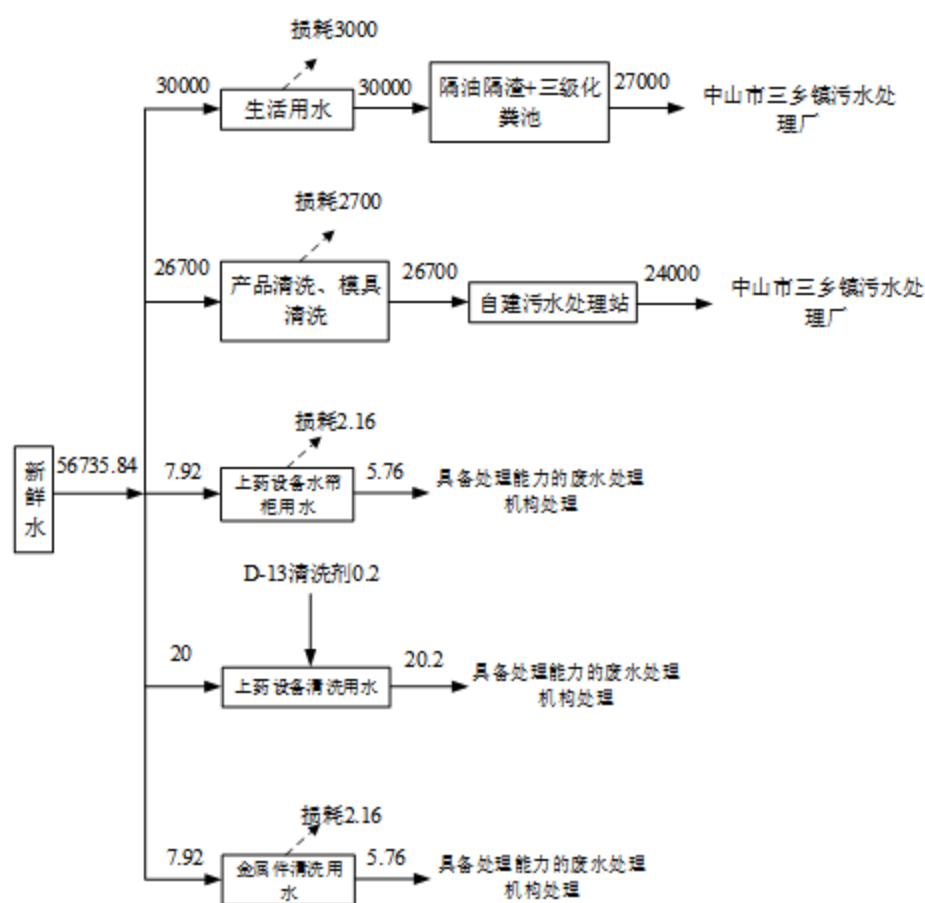 损耗3000
30000
生活用水
30000
隔油隔渣+三级化
粪池
27000
中山市三乡镇污水处
理厂
损耗2700
26700
产品清洗、模具
清洗
26700
自建污水处理站
24000
中山市三乡镇污水处
理厂
新
鲜
水
56735.84
损耗2.16
7.92
上药设备水帘
柜用水
5.76
具备处理能力的废水处理
机构处理
D-13清洗剂0.2
20
上药设备清洗用水
20.2
具备处理能力的废水处理
机构处理
损耗2.16
7.92
金属件清洗用
水
5.76
具备处理能力的废水处理
机构处理